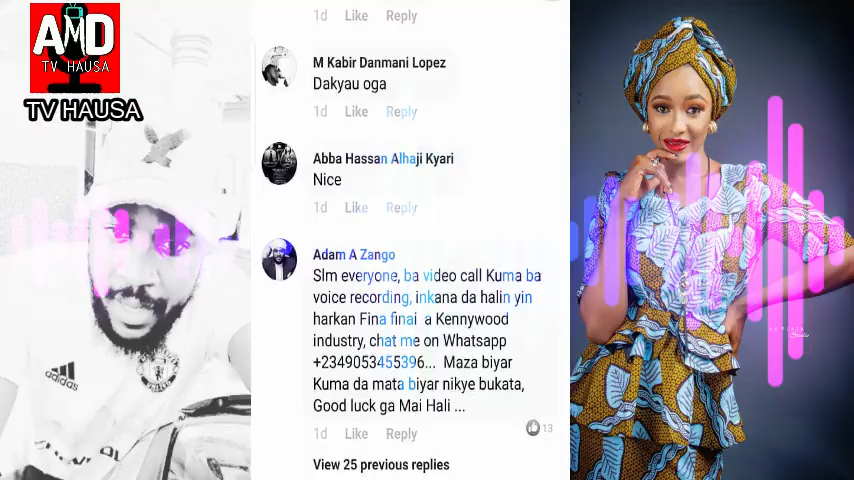 AMD
TV HAUSA
TV HAUSA
adidas
1d Like Reply
M Kabir Danmani Lopez
Dakyau oga
1d Like Reply
Abba Hassan Alhaji Kyari
Nice
1d Like Reply
Adam A Zango
Slm everyone, ba video call Kuma ba
voice recording, inkana da halin yin
harkan Fina finai a Kennywood
industry, chat me on Whatsapp
+2349053455396... Maza biyar
Kuma da mata biyar nikye bukata,
Good luck ga Mai Hali ...
1d Like Reply
13
View 25 previous replies